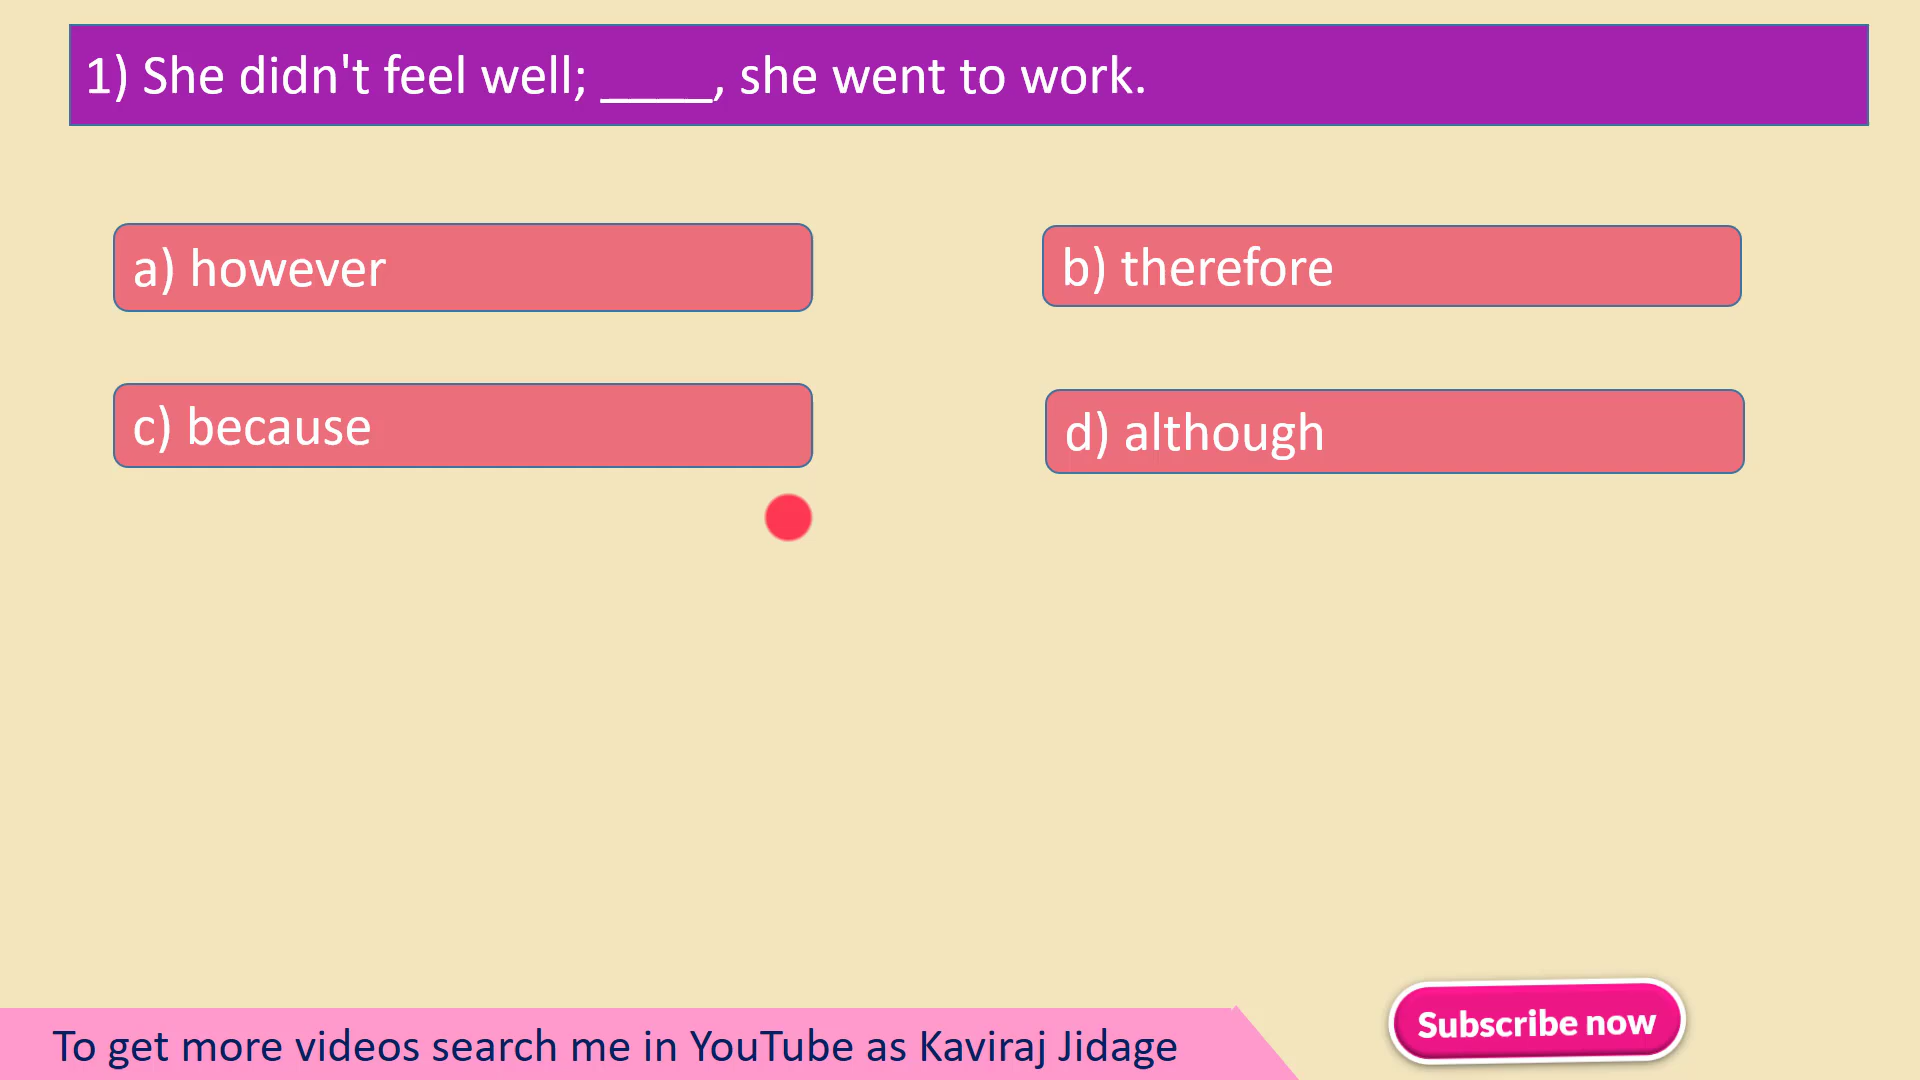 1) She didn't feel well; ____, she went to work.
a) however
b) therefore
c) because
d) although
To get more videos search me in YouTube as Kaviraj Jidage
Subscribe now